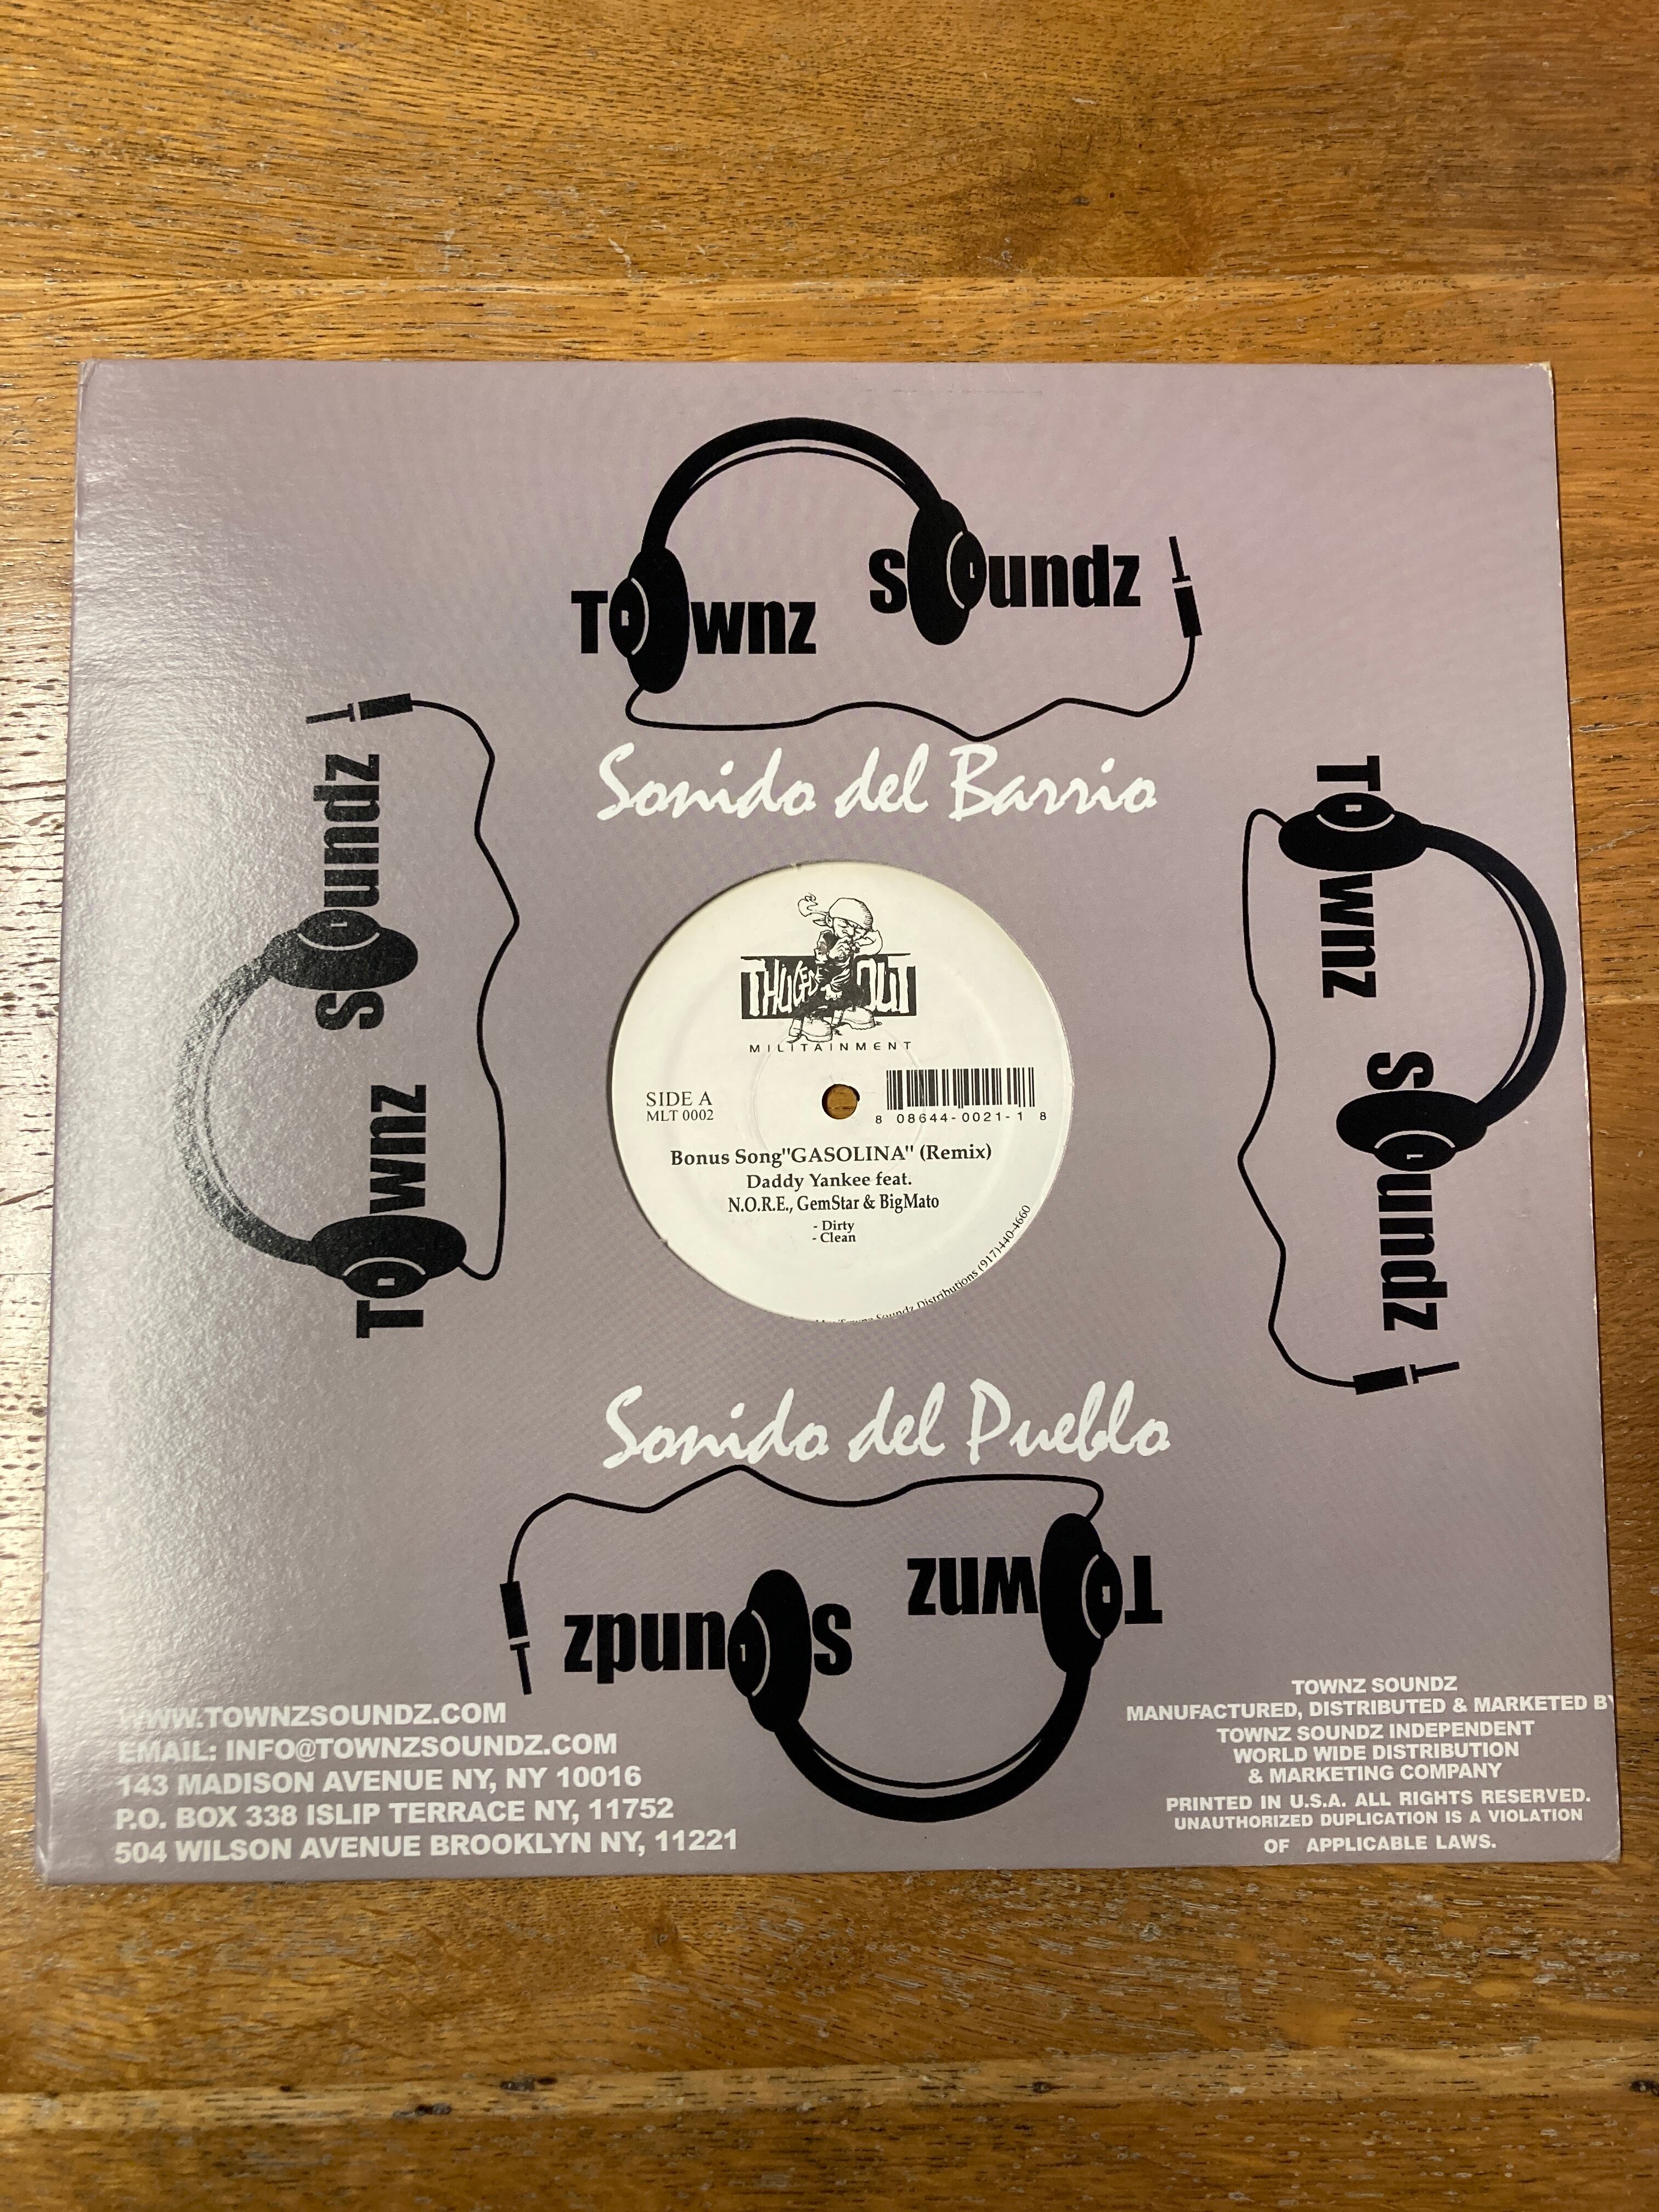 Townz Soundz
Sonido del Barrio
Townz Soundz
Townz Soundz
THUGGED OUT
MILITAINMENT
SIDE A
MLT 0002
8 08644-0021-1 8
Bonus Song"GASOLINA" (Remix)
Daddy Yankee feat.
N.O.R.E., GemStar & BigMato
- Dirty
- Clean
Townz Soundz Distributions (917)440-4660
Sonido del Pueblo
Townz Soundz
WWW.TOWNZSOUNDZ.COM
EMAIL: INFO@TOWNZSOUNDZ.COM
143 MADISON AVENUE NY, NY 10016
P.O. BOX 338 ISLIP TERRACE NY, 11752
504 WILSON AVENUE BROOKLYN NY, 11221
TOWNZ SOUNDZ
MANUFACTURED, DISTRIBUTED & MARKETED BY
TOWNZ SOUNDZ INDEPENDENT
WORLD WIDE DISTRIBUTION
& MARKETING COMPANY
PRINTED IN U.S.A. ALL RIGHTS RESERVED.
UNAUTHORIZED DUPLICATION IS A VIOLATION
OF APPLICABLE LAWS.